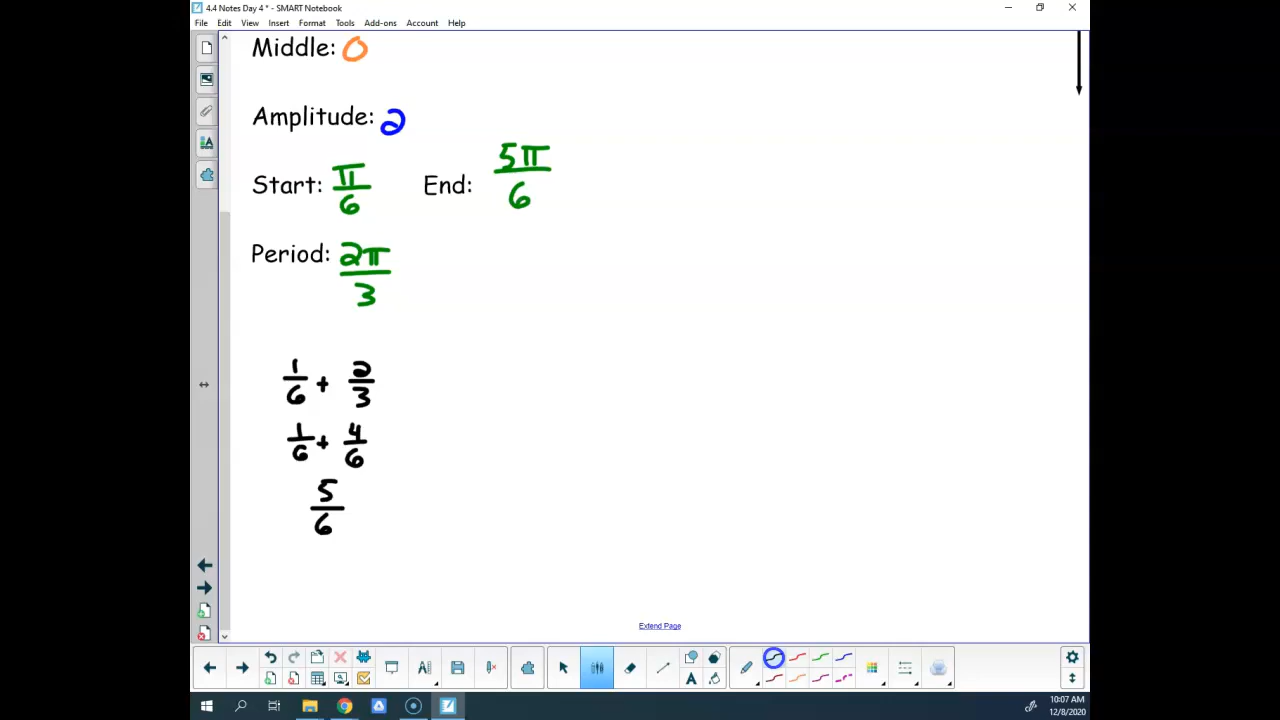 4.4 Notes Day 4 * - SMART Notebook
File Edit View Insert Format Tools Add-ons Account Help
Middle: 0
Amplitude: 2
Start: π/6 End: 5π/6
Period: 2π/3
1/6 + 2/3
1/6 + 4/6
5/6
Extend Page
10:07 AM
12/8/2020